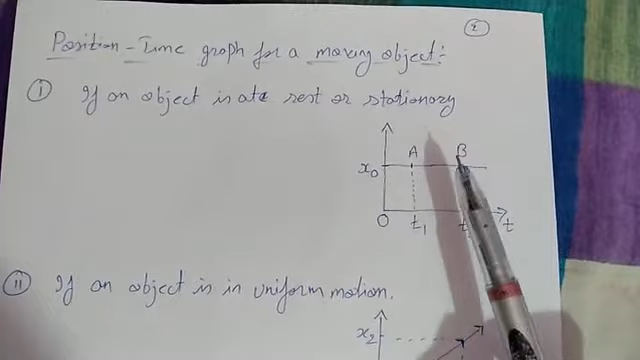 2
Position-Time graph for a moving object:
I If an object is at rest or stationary
A B
x0
O t1 t
II If an object is in uniform motion.
x2